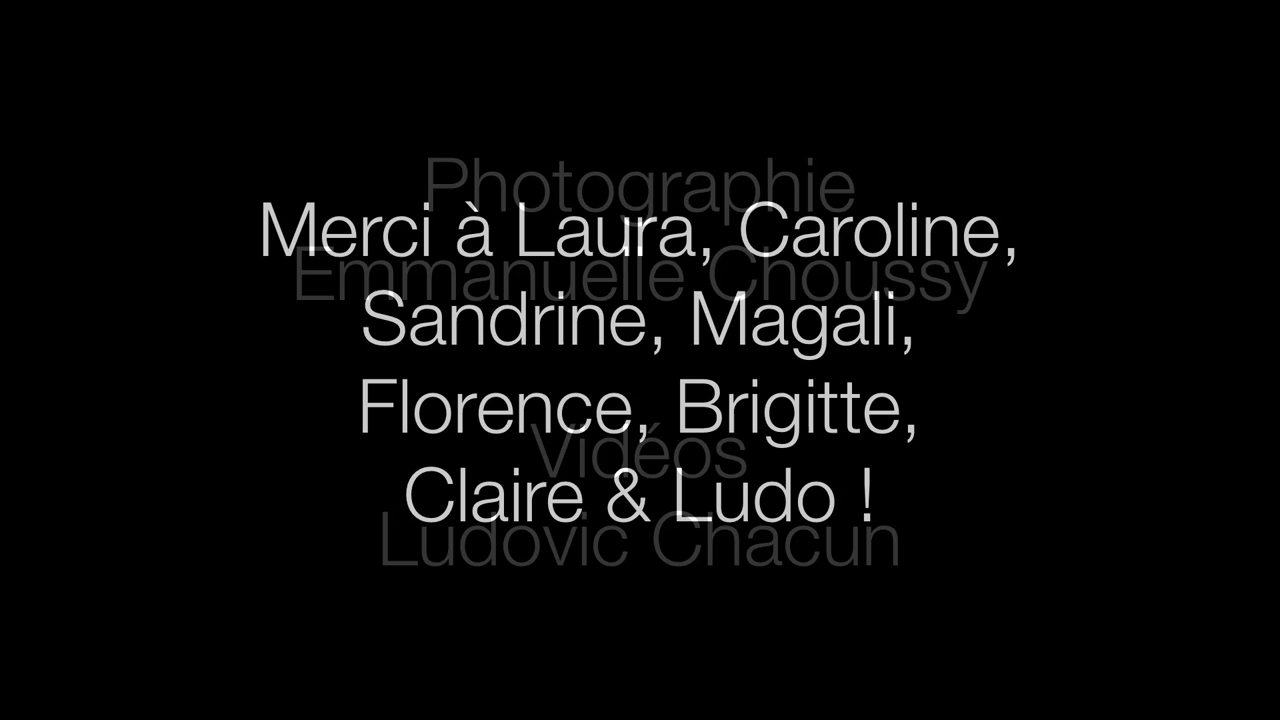 Photographie
Merci à Laura, Caroline,
Emmanuelle Choussy
Sandrine, Magali,
Florence, Brigitte,
Vidéos
Claire & Ludo !
Ludovic Chacun